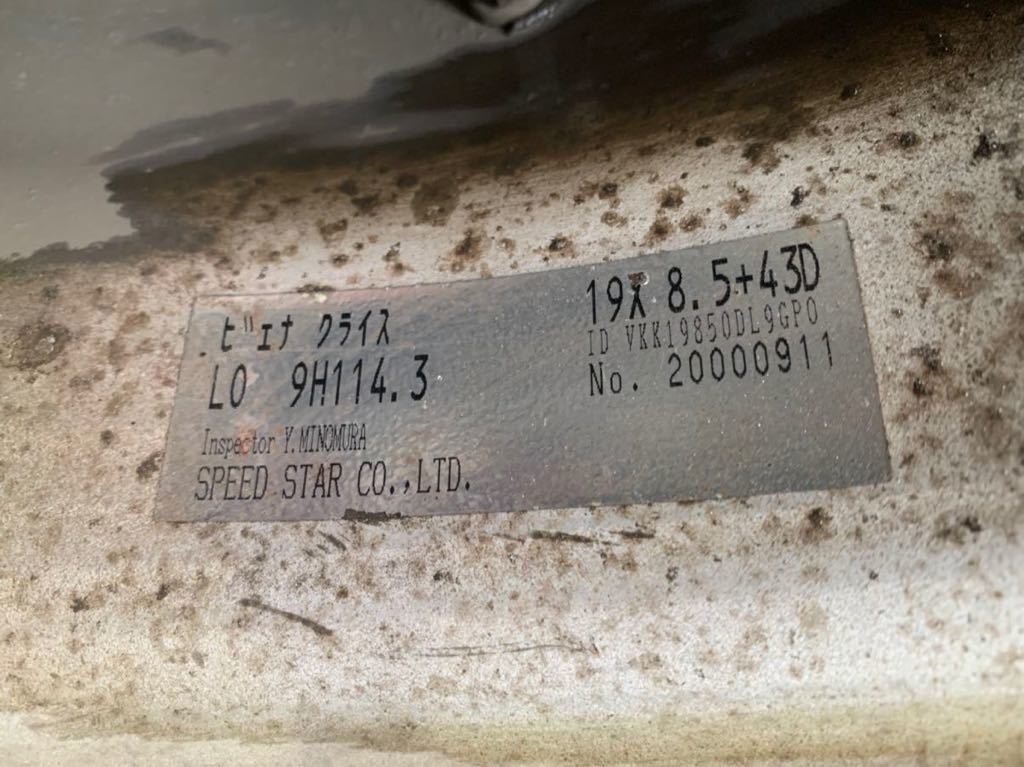 ビエナ クライス
19X 8.5+43D
ID VKK19850DL9GPO
LO 9H114.3
No. 20000911
Inspector Y.MINOMURA
SPEED STAR CO.,LTD.